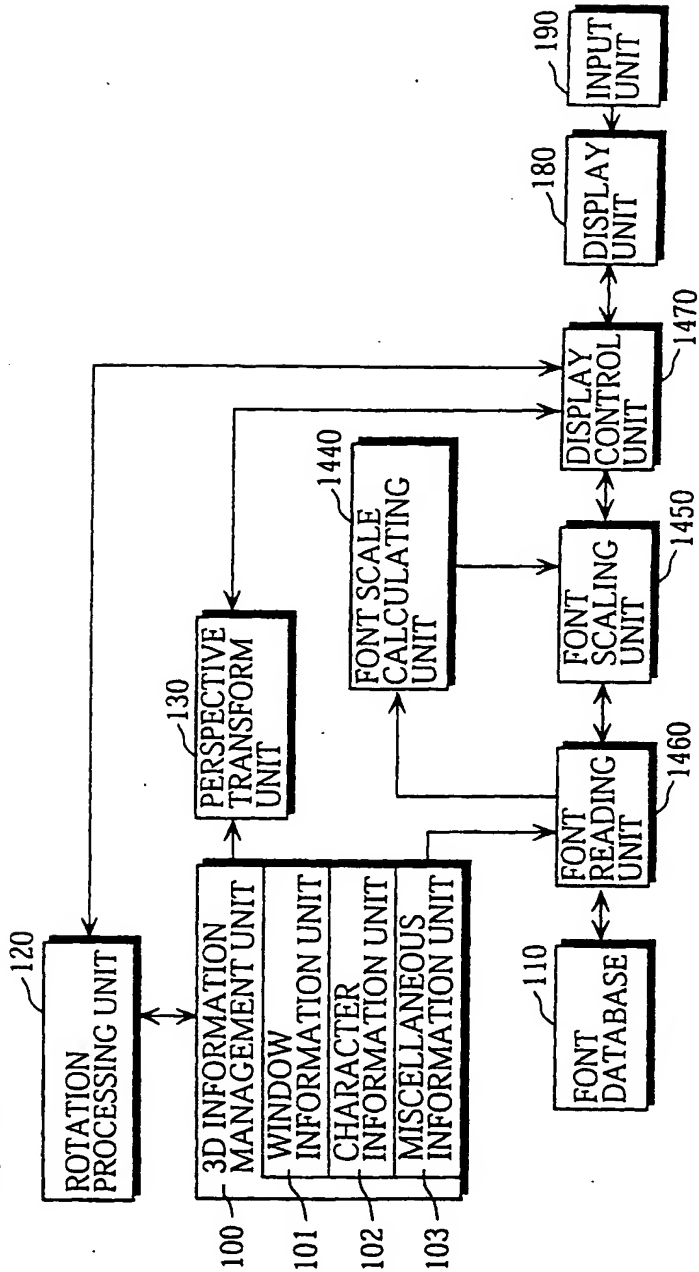 120
ROTATION
PROCESSING UNIT
100
3D INFORMATION
MANAGEMENT UNIT
101
WINDOW
INFORMATION UNIT
102
CHARACTER
INFORMATION UNIT
103
MISCELLANEOUS
INFORMATION UNIT
130
PERSPECTIVE
TRANSFORM
UNIT
1440
FONT SCALE
CALCULATING
UNIT
110
FONT
DATABASE
FONT
READING
UNIT
1460
FONT
SCALING
UNIT
1450
DISPLAY
CONTROL
UNIT
1470
180
DISPLAY
UNIT
190
INPUT
UNIT